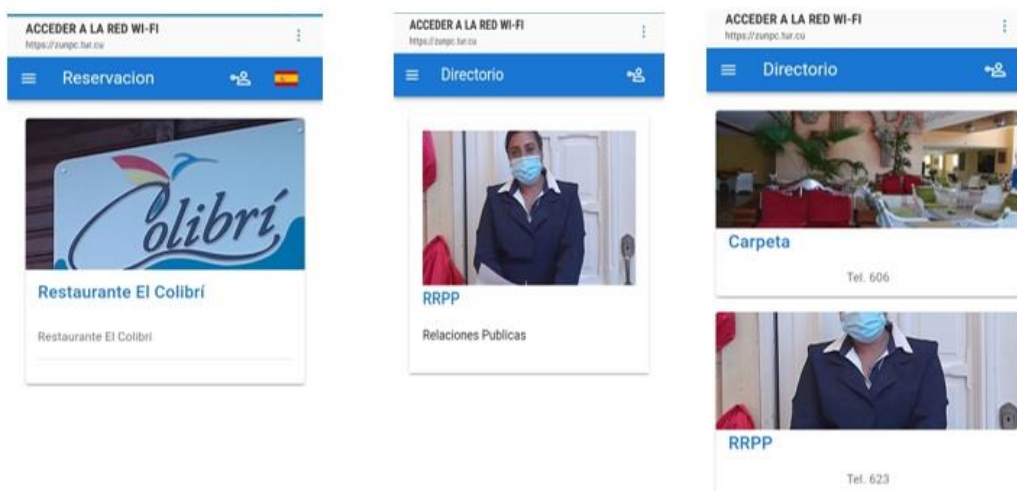 ACCEDER A LA RED WI-FI
https://zunpc.tur.cu
Reservacion
Colibrí
Restaurante El Colibrí
Restaurante El Colibrí
ACCEDER A LA RED WI-FI
https://zunpc.tur.cu
Directorio
RRPP
Relaciones Publicas
ACCEDER A LA RED WI-FI
https://zunpc.tur.cu
Directorio
Carpeta
Tel. 606
RRPP
Tel. 623